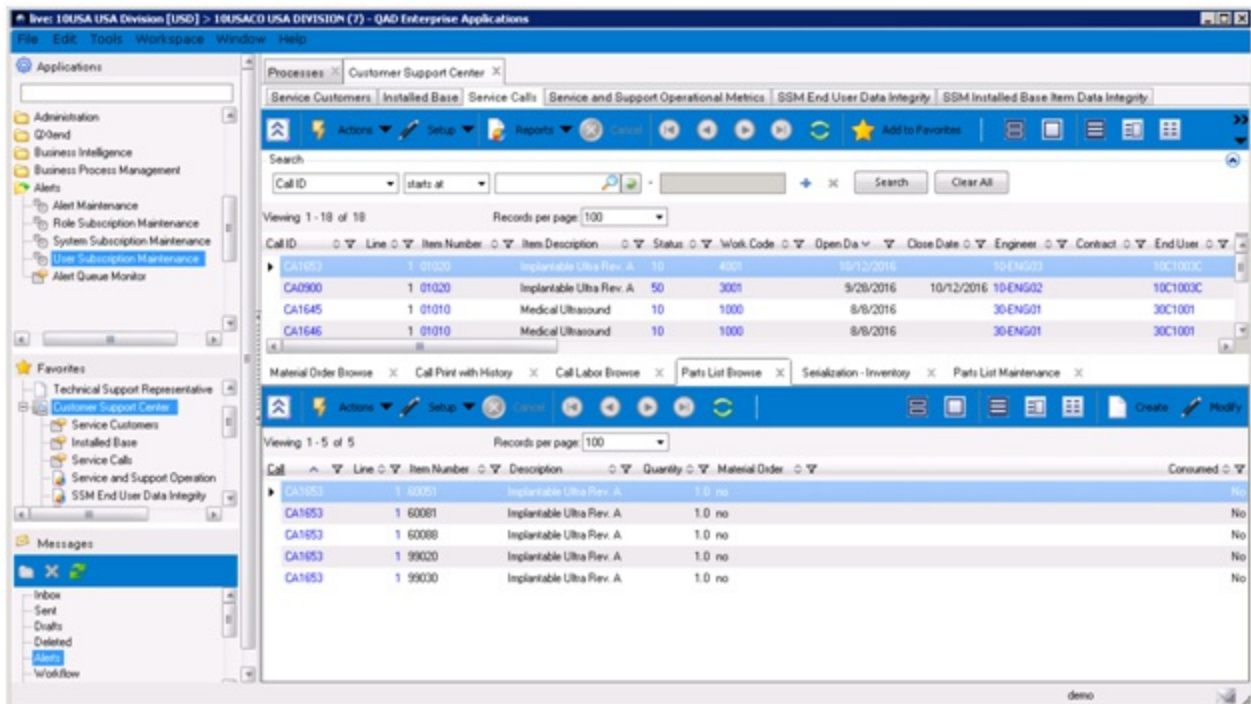 live: 10USA USA Division [USD] > 10USACO USA DIVISION (7) - QAD Enterprise Applications
File Edit Tools Workspace Window Help
Applications
Administration
QXtend
Business Intelligence
Business Process Management
Alerts
Alert Maintenance
Role Subscription Maintenance
System Subscription Maintenance
User Subscription Maintenance
Alert Queue Monitor
Favorites
Technical Support Representative
Customer Support Center
Service Customers
Installed Base
Service Calls
Service and Support Operation
SSM End User Data Integrity
Messages
Inbox
Sent
Drafts
Deleted
Alerts
Workflow
Processes Customer Support Center
Service Customers Installed Base Service Calls Service and Support Operational Metrics SSM End User Data Integrity SSM Installed Base Item Data Integrity
Actions Setup Reports Cancel Add to Favorites
Search
Call ID starts at - Search Clear All
Viewing 1 - 18 of 18 Records per page: 100
Call ID Line Item Number Item Description Status Work Code Open Da Close Date Engineer Contract End User
CA1653 1 01020 Implantable Ultra Rev. A 10 4001 10/12/2016 10-ENG03 10C1003C
CA0900 1 01020 Implantable Ultra Rev. A 50 3001 9/28/2016 10/12/2016 10-ENG02 10C1003C
CA1645 1 01010 Medical Ultrasound 10 1000 8/8/2016 30-ENG01 30C1001
CA1646 1 01010 Medical Ultrasound 10 1000 8/8/2016 30-ENG01 30C1001
Material Order Browse Call Print with History Call Labor Browse Parts List Browse Serialization - Inventory Parts List Maintenance
Actions Setup Cancel Create Modify
Viewing 1 - 5 of 5 Records per page: 100
Call Line Item Number Description Quantity Material Order Consumed
CA1653 1 60051 Implantable Ultra Rev. A 1.0 no No
CA1653 1 60081 Implantable Ultra Rev. A 1.0 no No
CA1653 1 60088 Implantable Ultra Rev. A 1.0 no No
CA1653 1 99020 Implantable Ultra Rev. A 1.0 no No
CA1653 1 99030 Implantable Ultra Rev. A 1.0 no No
demo